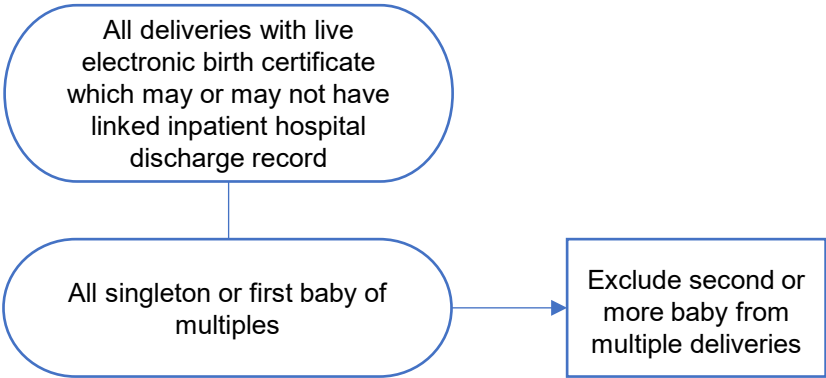 All deliveries with live
electronic birth certificate
which may or may not have
linked inpatient hospital
discharge record
All singleton or first baby of
multiples
Exclude second or
more baby from
multiple deliveries